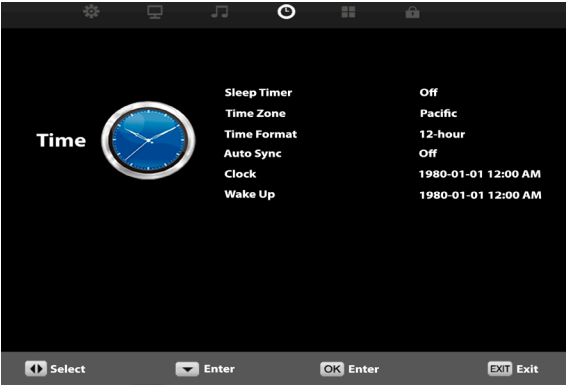 Time
Sleep Timer Off
Time Zone Pacific
Time Format 12-hour
Auto Sync Off
Clock 1980-01-01 12:00 AM
Wake Up 1980-01-01 12:00 AM
Select Enter OK Enter EXIT Exit